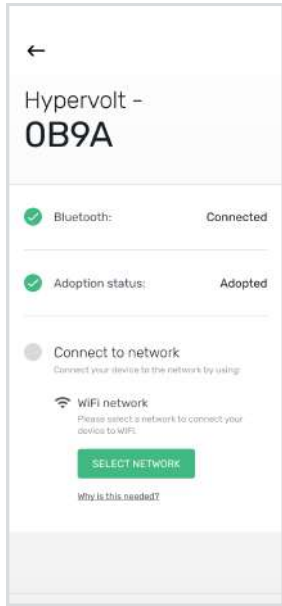 Hypervolt -
0B9A
Bluetooth: Connected
Adoption status: Adopted
Connect to network
Connect your device to the network by using:
WiFi network
Please select a network to connect your
device to WiFi.
SELECT NETWORK
Why is this needed?